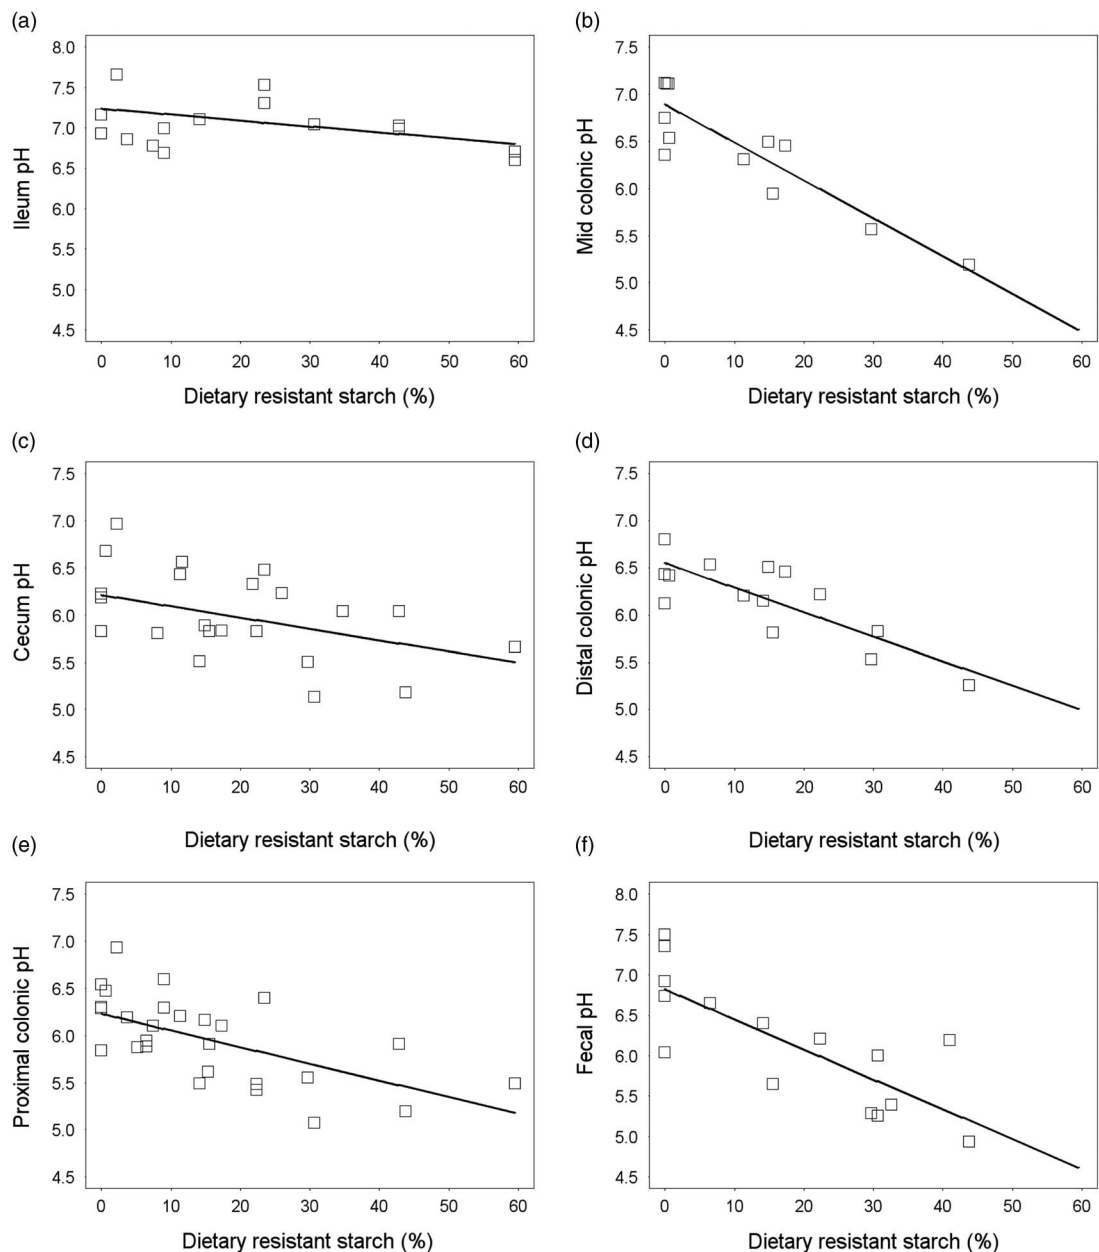 (a)
8.0
7.5
7.0
6.5
6.0
5.5
5.0
4.5
Ileum pH
0 10 20 30 40 50 60
Dietary resistant starch (%)
(b)
7.5
7.0
6.5
6.0
5.5
5.0
4.5
Mid colonic pH
0 10 20 30 40 50 60
Dietary resistant starch (%)
(c)
7.5
7.0
6.5
6.0
5.5
5.0
4.5
Cecum pH
0 10 20 30 40 50 60
Dietary resistant starch (%)
(d)
7.5
7.0
6.5
6.0
5.5
5.0
4.5
Distal colonic pH
0 10 20 30 40 50 60
Dietary resistant starch (%)
(e)
7.5
7.0
6.5
6.0
5.5
5.0
4.5
Proximal colonic pH
0 10 20 30 40 50 60
Dietary resistant starch (%)
(f)
8.0
7.5
7.0
6.5
6.0
5.5
5.0
4.5
Fecal pH
0 10 20 30 40 50 60
Dietary resistant starch (%)